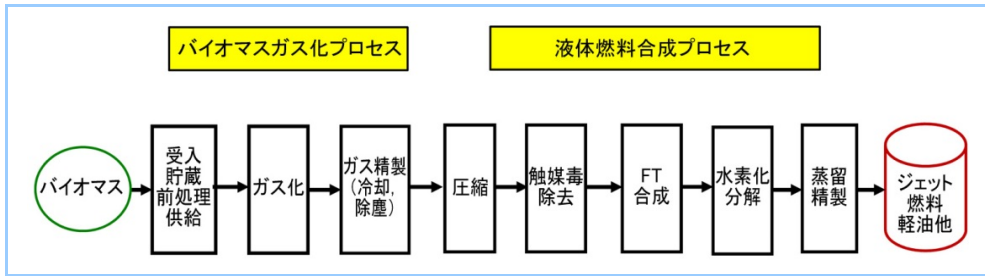 バイオマスガス化プロセス
液体燃料合成プロセス
バイオマス
受入
貯蔵
前処理
供給
ガス化
ガス精製
(冷却,
除塵)
圧縮
触媒毒
除去
FT
合成
水素化
分解
蒸留
精製
ジェット
燃料
軽油他